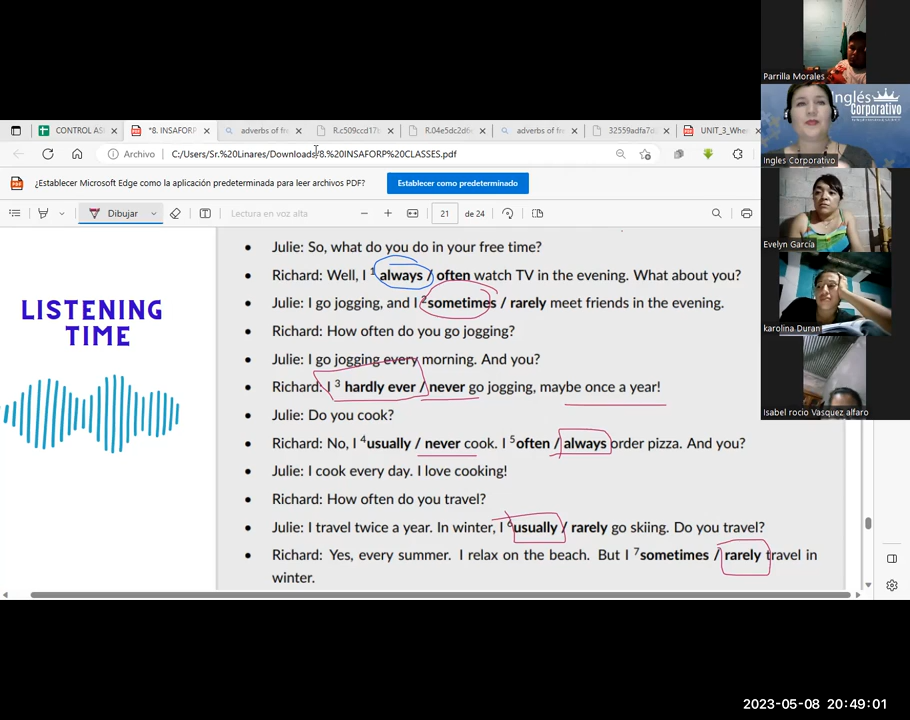 Parrilla Morales
Inglés
Corporativo
Ingles Corporativo
Evelyn García
karolina Duran
Isabel rocio Vasquez alfaro
CONTROL ASI
*8. INSAFORP
adverbs of fre
R.c509ccd17l
R.04e5dc2d6
adverbs of fre
32559adfa7d
UNIT_3_Whe
Archivo
C:/Users/Sr.%20Linares/Downloads/8.%20INSAFORP%20CLASSES.pdf
¿Establecer Microsoft Edge como la aplicación predeterminada para leer archivos PDF?
Establecer como predeterminado
Dibujar
Lectura en voz alta
21
de 24
LISTENING
TIME
• Julie: So, what do you do in your free time?
• Richard: Well, I 1 always / often watch TV in the evening. What about you?
• Julie: I go jogging, and I 2 sometimes / rarely meet friends in the evening.
• Richard: How often do you go jogging?
• Julie: I go jogging every morning. And you?
• Richard: I 3 hardly ever / never go jogging, maybe once a year!
• Julie: Do you cook?
• Richard: No, I 4 usually / never cook. I 5 often / always order pizza. And you?
• Julie: I cook every day. I love cooking!
• Richard: How often do you travel?
• Julie: I travel twice a year. In winter, I 6 usually / rarely go skiing. Do you travel?
• Richard: Yes, every summer. I relax on the beach. But I 7 sometimes / rarely travel in
winter.
2023-05-08 20:49:01